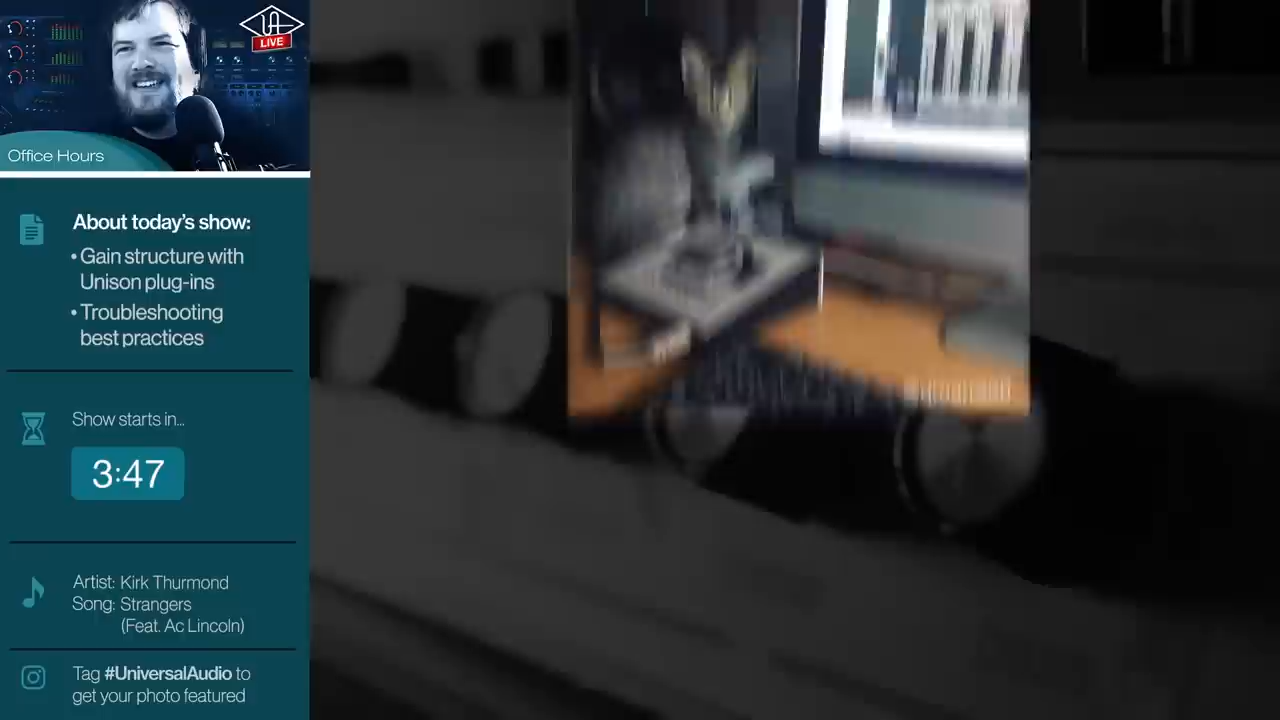 UA
LIVE
Office Hours
About today's show:
• Gain structure with
Unison plug-ins
• Troubleshooting
best practices
Show starts in...
3:47
Artist: Kirk Thurmond
Song: Strangers
(Feat. Ac Lincoln)
Tag #UniversalAudio to
get your photo featured